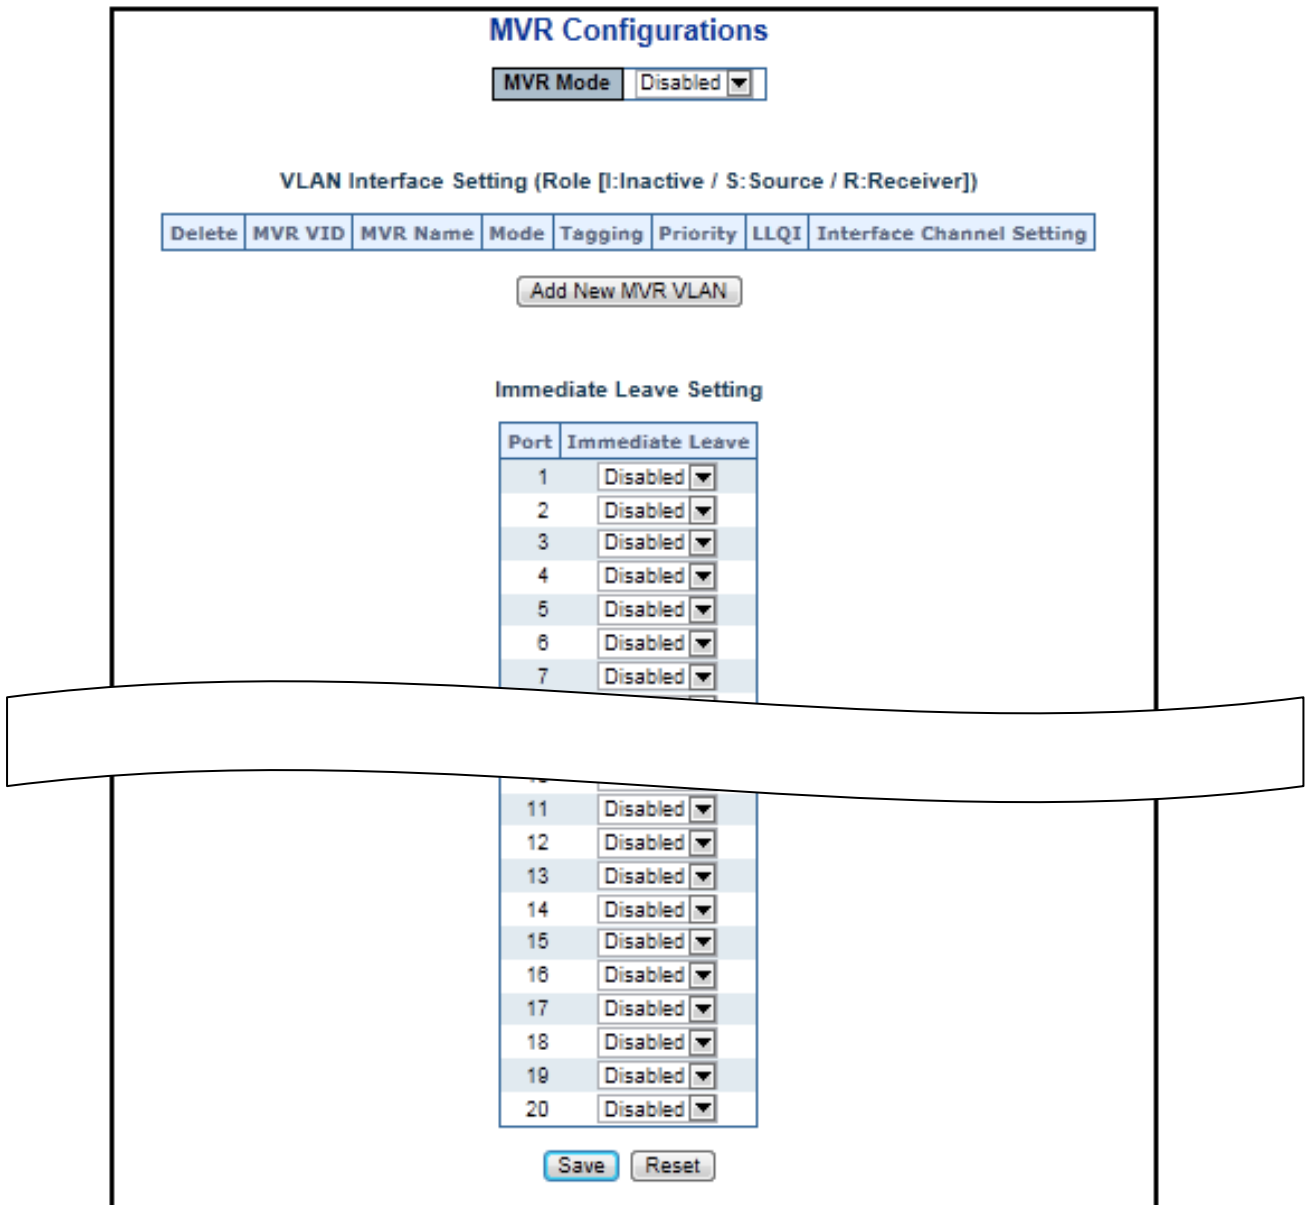 MVR Configurations
MVR Mode Disabled
VLAN Interface Setting (Role [I:Inactive / S:Source / R:Receiver])
Delete MVR VID MVR Name Mode Tagging Priority LLQI Interface Channel Setting
Add New MVR VLAN
Immediate Leave Setting
Port Immediate Leave
1 Disabled
2 Disabled
3 Disabled
4 Disabled
5 Disabled
6 Disabled
7 Disabled
11 Disabled
12 Disabled
13 Disabled
14 Disabled
15 Disabled
16 Disabled
17 Disabled
18 Disabled
19 Disabled
20 Disabled
Save Reset